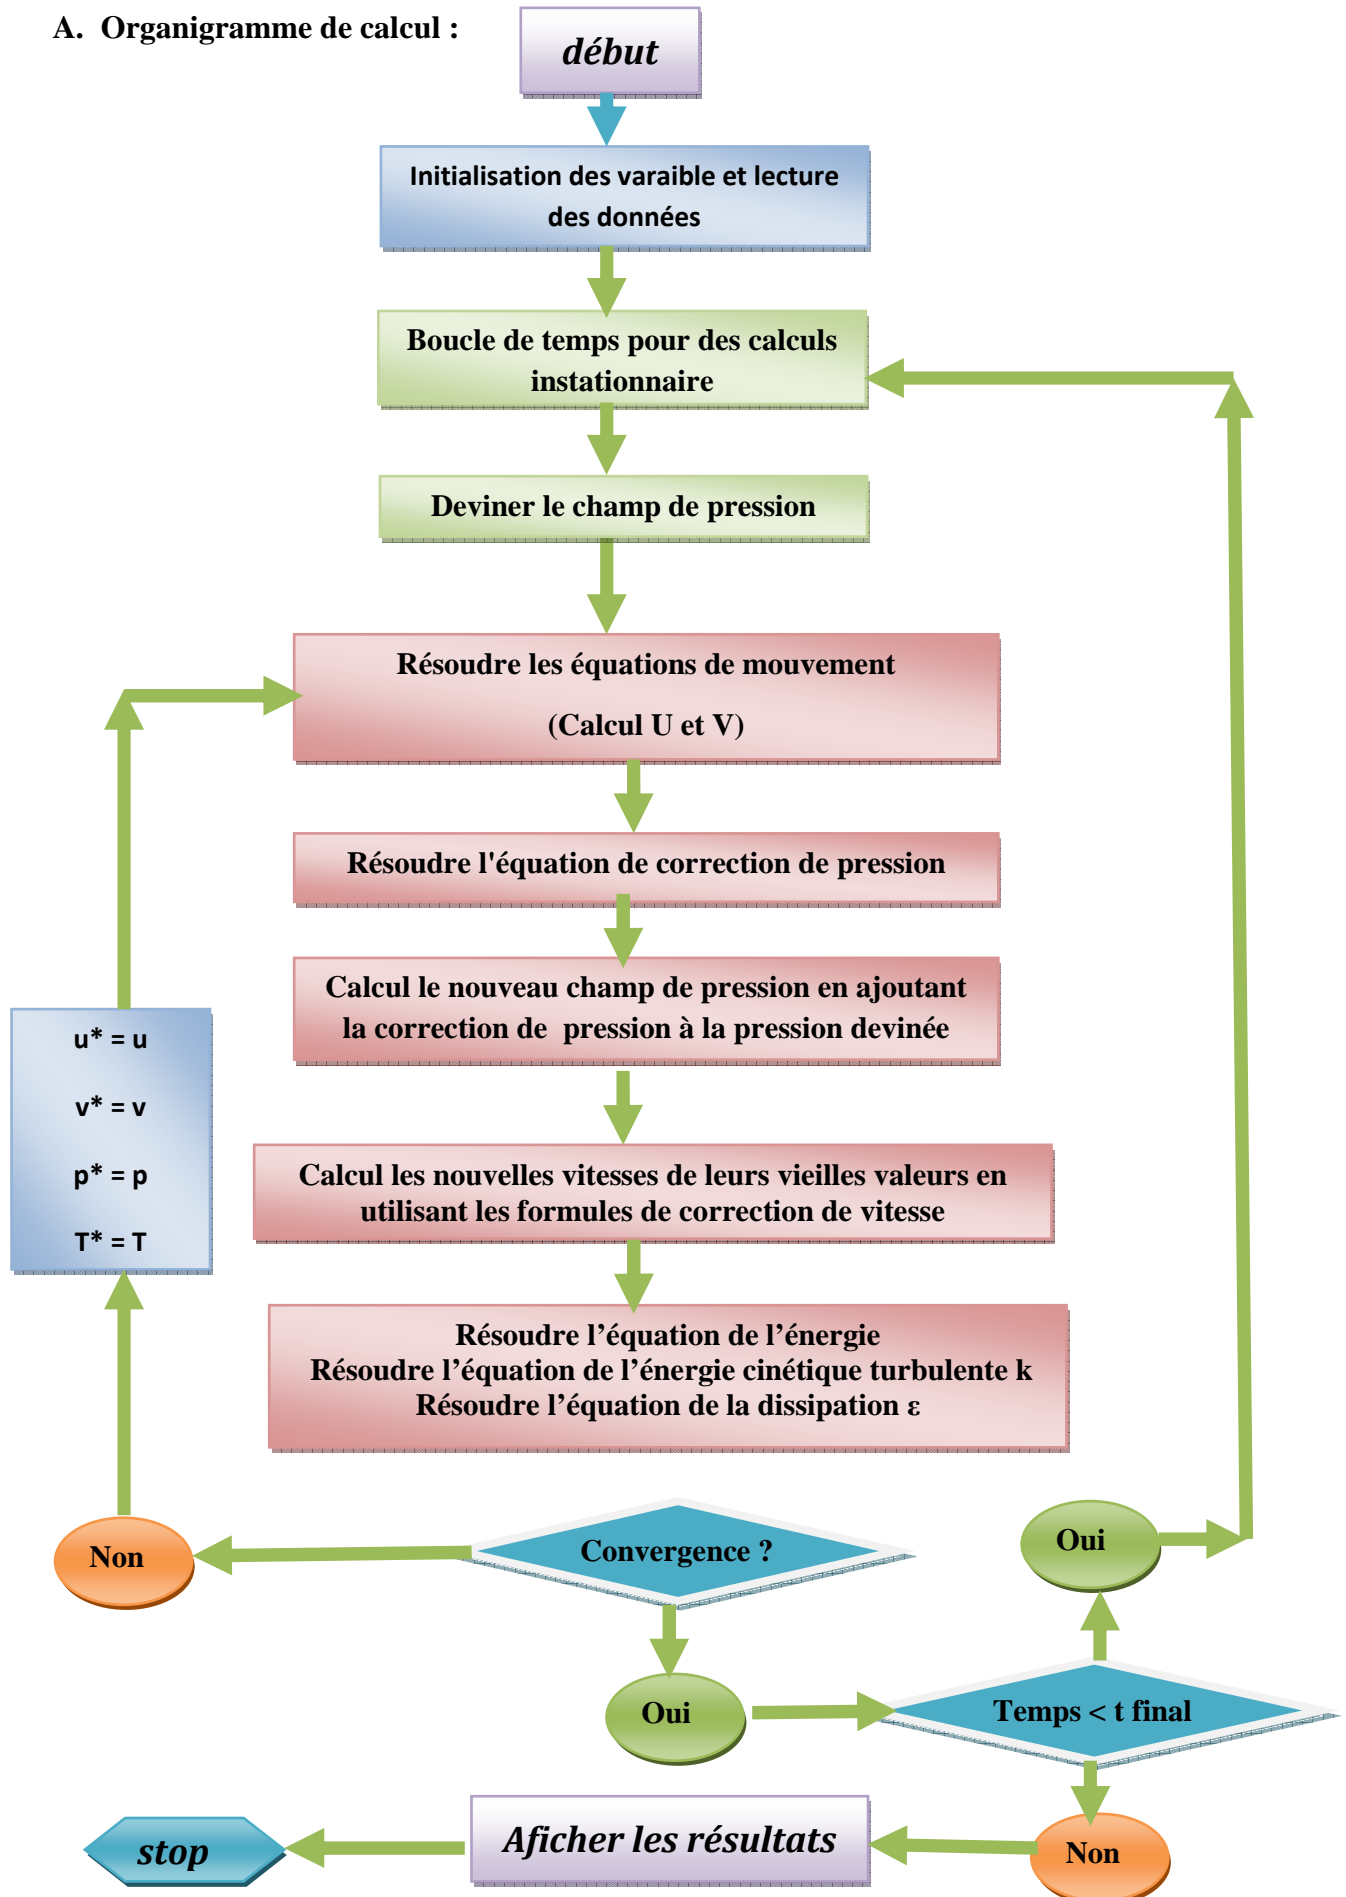 A. Organigramme de calcul :
début
Initialisation des varaible et lecture
des données
Boucle de temps pour des calculs
instationnaire
Deviner le champ de pression
Résoudre les équations de mouvement
(Calcul U et V)
Résoudre l'équation de correction de pression
Calcul le nouveau champ de pression en ajoutant
la correction de pression à la pression devinée
u* = u
v* = v
p* = p
T* = T
Calcul les nouvelles vitesses de leurs vieilles valeurs en
utilisant les formules de correction de vitesse
Résoudre l’équation de l’énergie
Résoudre l’équation de l’énergie cinétique turbulente k
Résoudre l’équation de la dissipation ε
Non
Convergence ?
Oui
Oui
Temps < t final
stop
Aficher les résultats
Non